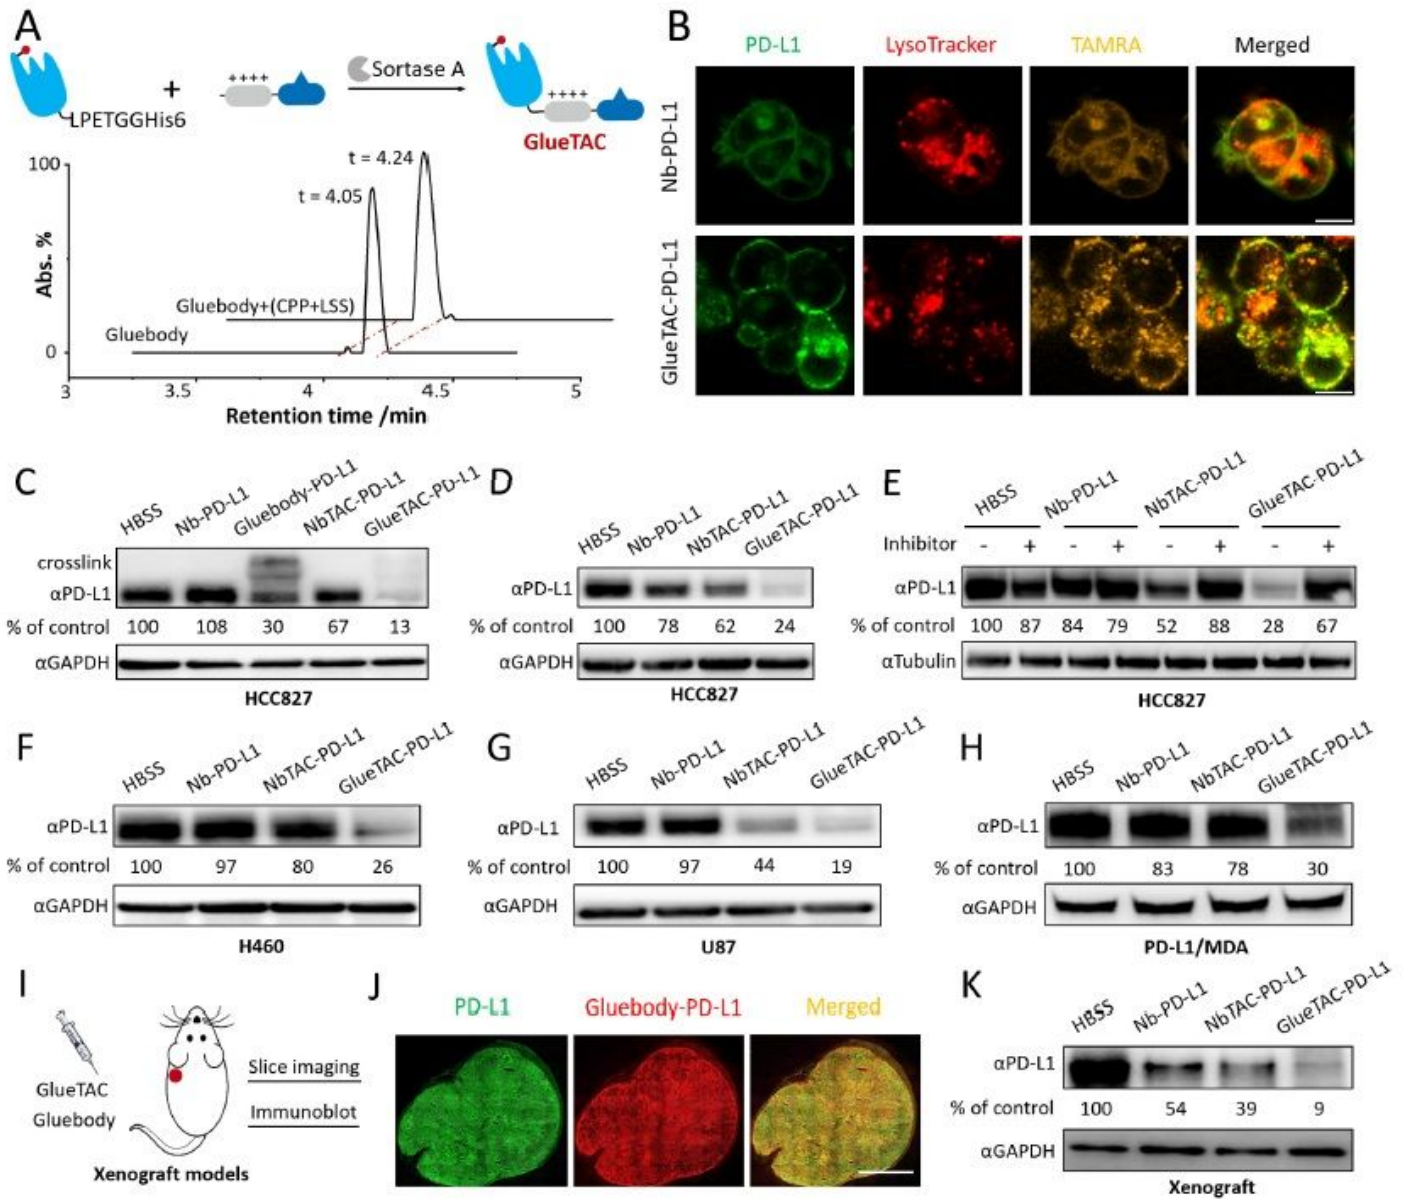 A
++++
+
LPETGGHis6
Sortase A
++++
GlueTAC
100
t = 4.24
t = 4.05
Abs. %
Gluebody+(CPP+LSS)
Gluebody
0
3 3.5 4 4.5 5
Retention time /min
B
PD-L1 LysoTracker TAMRA Merged
Nb-PD-L1
GlueTAC-PD-L1
C
HBSS Nb-PD-L1 Gluebody-PD-L1 NbTAC-PD-L1 GlueTAC-PD-L1
crosslink
αPD-L1
% of control 100 108 30 67 13
αGAPDH
HCC827
D
HBSS Nb-PD-L1 NbTAC-PD-L1 GlueTAC-PD-L1
αPD-L1
% of control 100 78 62 24
αGAPDH
HCC827
E
HBSS Nb-PD-L1 NbTAC-PD-L1 GlueTAC-PD-L1
Inhibitor - + - + - + - +
αPD-L1
% of control 100 87 84 79 52 88 28 67
αTubulin
HCC827
F
HBSS Nb-PD-L1 NbTAC-PD-L1 GlueTAC-PD-L1
αPD-L1
% of control 100 97 80 26
αGAPDH
H460
G
HBSS Nb-PD-L1 NbTAC-PD-L1 GlueTAC-PD-L1
αPD-L1
% of control 100 97 44 19
αGAPDH
U87
H
HBSS Nb-PD-L1 NbTAC-PD-L1 GlueTAC-PD-L1
αPD-L1
% of control 100 83 78 30
αGAPDH
PD-L1/MDA
I
GlueTAC
Gluebody
Slice imaging
Immunoblot
Xenograft models
J
PD-L1 Gluebody-PD-L1 Merged
K
HBSS Nb-PD-L1 NbTAC-PD-L1 GlueTAC-PD-L1
αPD-L1
% of control 100 54 39 9
αGAPDH
Xenograft